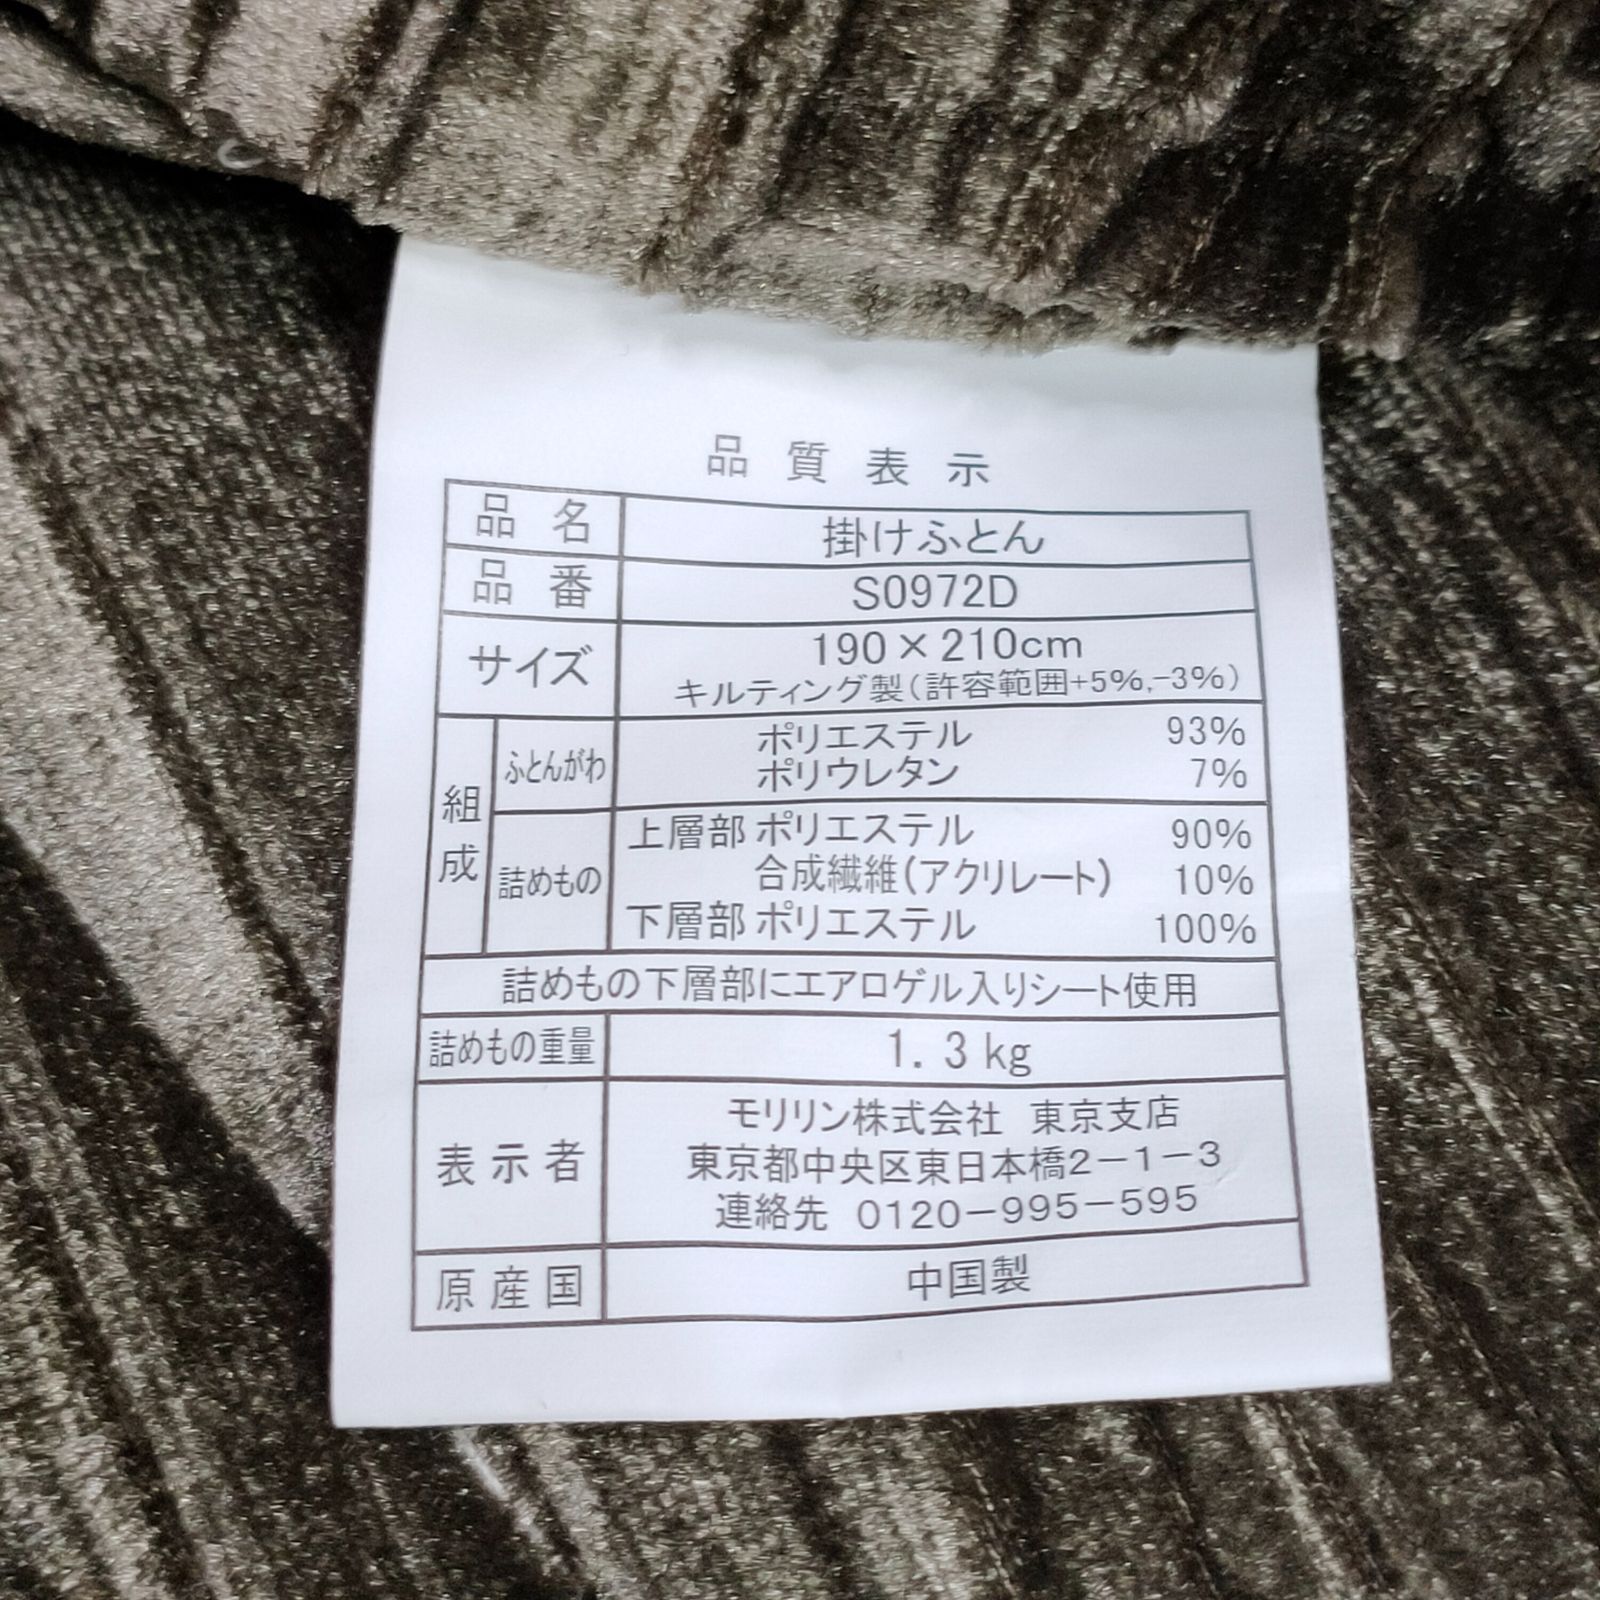 品質表示
品名 掛けふとん
品番 S0972D
サイズ 190×210cm
キルティング製(許容範囲+5%,-3%)
組成 ふとんがわ ポリエステル 93%
ポリウレタン 7%
詰めもの 上層部 ポリエステル 90%
合成繊維(アクリレート) 10%
下層部 ポリエステル 100%
詰めもの下層部にエアロゲル入りシート使用
詰めもの重量 1.3kg
表示者 モリリン株式会社 東京支店
東京都中央区東日本橋2-1-3
連絡先 0120-995-595
原産国 中国製